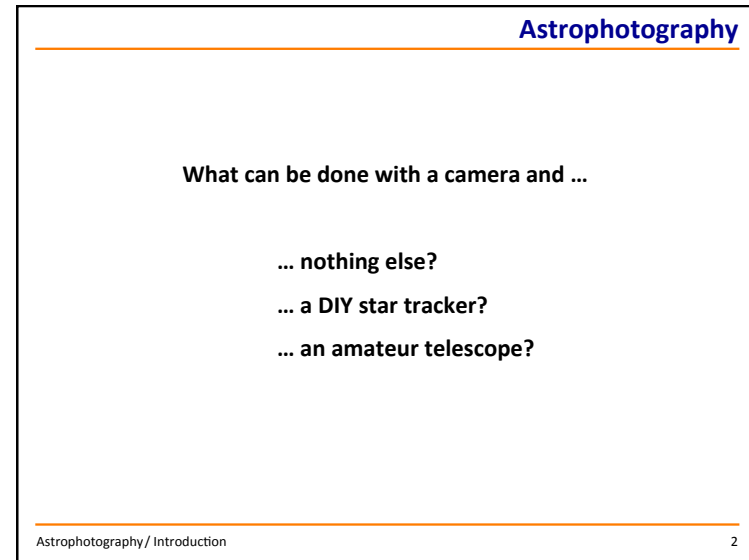 Astrophotography
What can be done with a camera and …
… nothing else?
… a DIY star tracker?
… an amateur telescope?
Astrophotography / Introduction 2